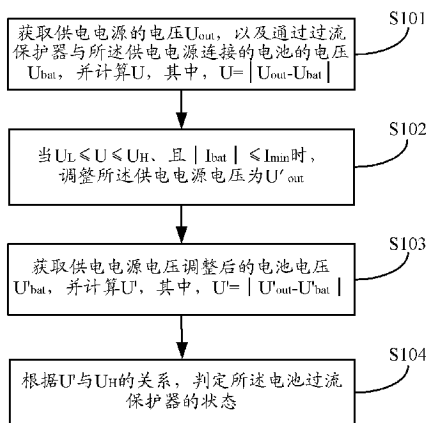 S101
获取供电电源的电压Uout，以及通过过流
保护器与所述供电电源连接的电池的电压
Ubat，并计算U，其中，U=|Uout-Ubat|
S102
当UL≤U≤UH、且|Ibat|≤Imin时，
调整所述供电电源电压为U'out
S103
获取供电电源电压调整后的电池电压
U'bat，并计算U'，其中，U'=|U'out-U'bat|
S104
根据U'与UH的关系，判定所述电池过流
保护器的状态